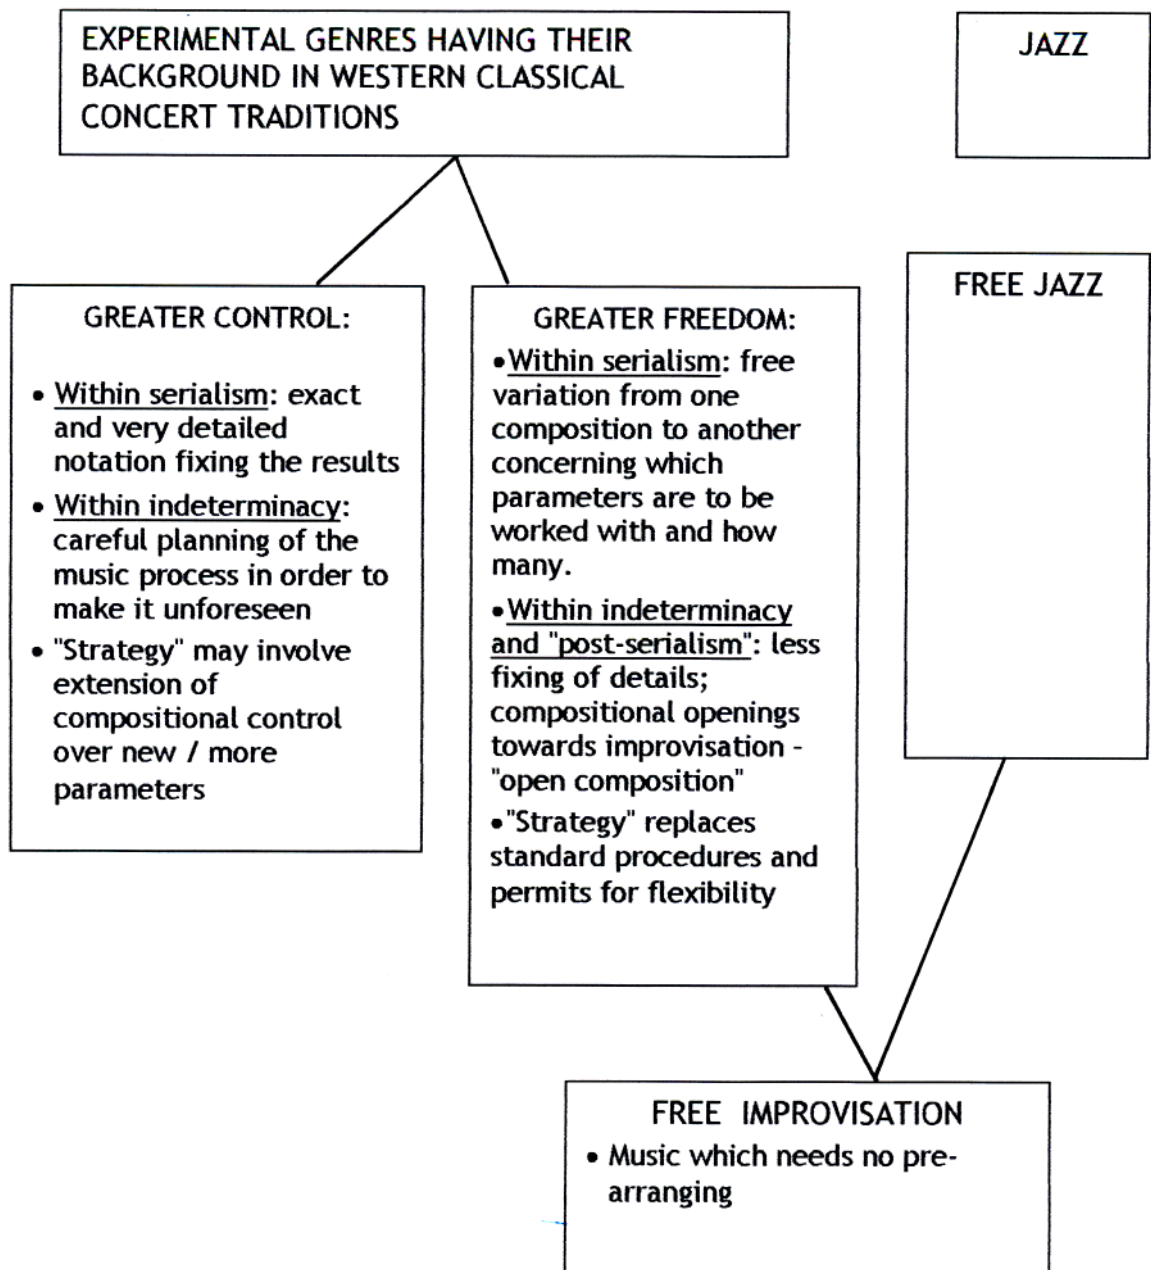 EXPERIMENTAL GENRES HAVING THEIR
BACKGROUND IN WESTERN CLASSICAL
CONCERT TRADITIONS
JAZZ
GREATER CONTROL:
• Within serialism: exact
and very detailed
notation fixing the results
• Within indeterminacy:
careful planning of the
music process in order to
make it unforeseen
• "Strategy" may involve
extension of
compositional control
over new / more
parameters
GREATER FREEDOM:
•Within serialism: free
variation from one
composition to another
concerning which
parameters are to be
worked with and how
many.
•Within indeterminacy
and "post-serialism": less
fixing of details;
compositional openings
towards improvisation -
"open composition"
•"Strategy" replaces
standard procedures and
permits for flexibility
FREE JAZZ
FREE IMPROVISATION
• Music which needs no pre-
arranging